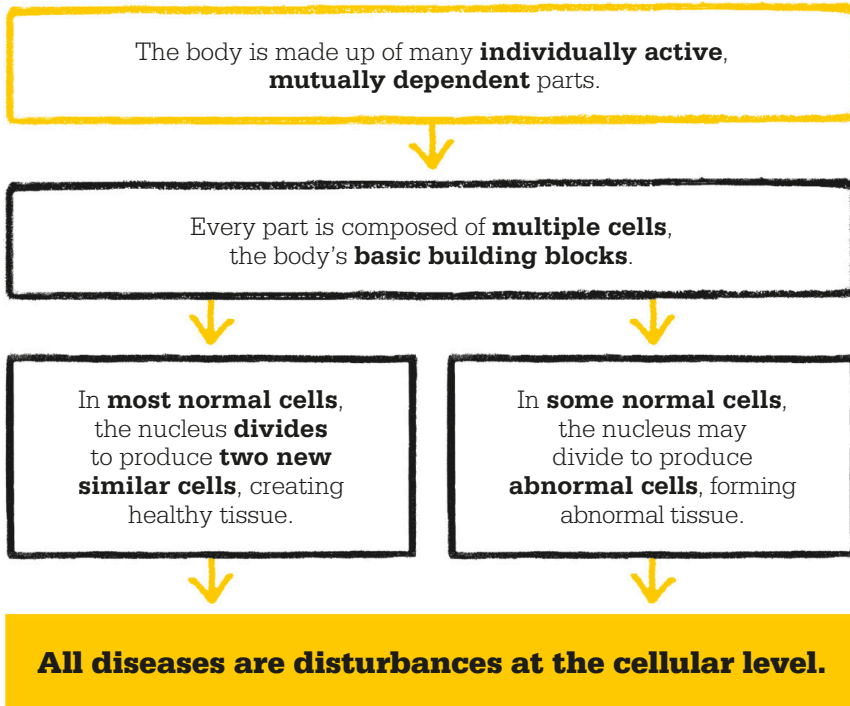 The body is made up of many individually active,
mutually dependent parts.
Every part is composed of multiple cells,
the body's basic building blocks.
In most normal cells,
the nucleus divides
to produce two new
similar cells, creating
healthy tissue.
In some normal cells,
the nucleus may
divide to produce
abnormal cells, forming
abnormal tissue.
All diseases are disturbances at the cellular level.